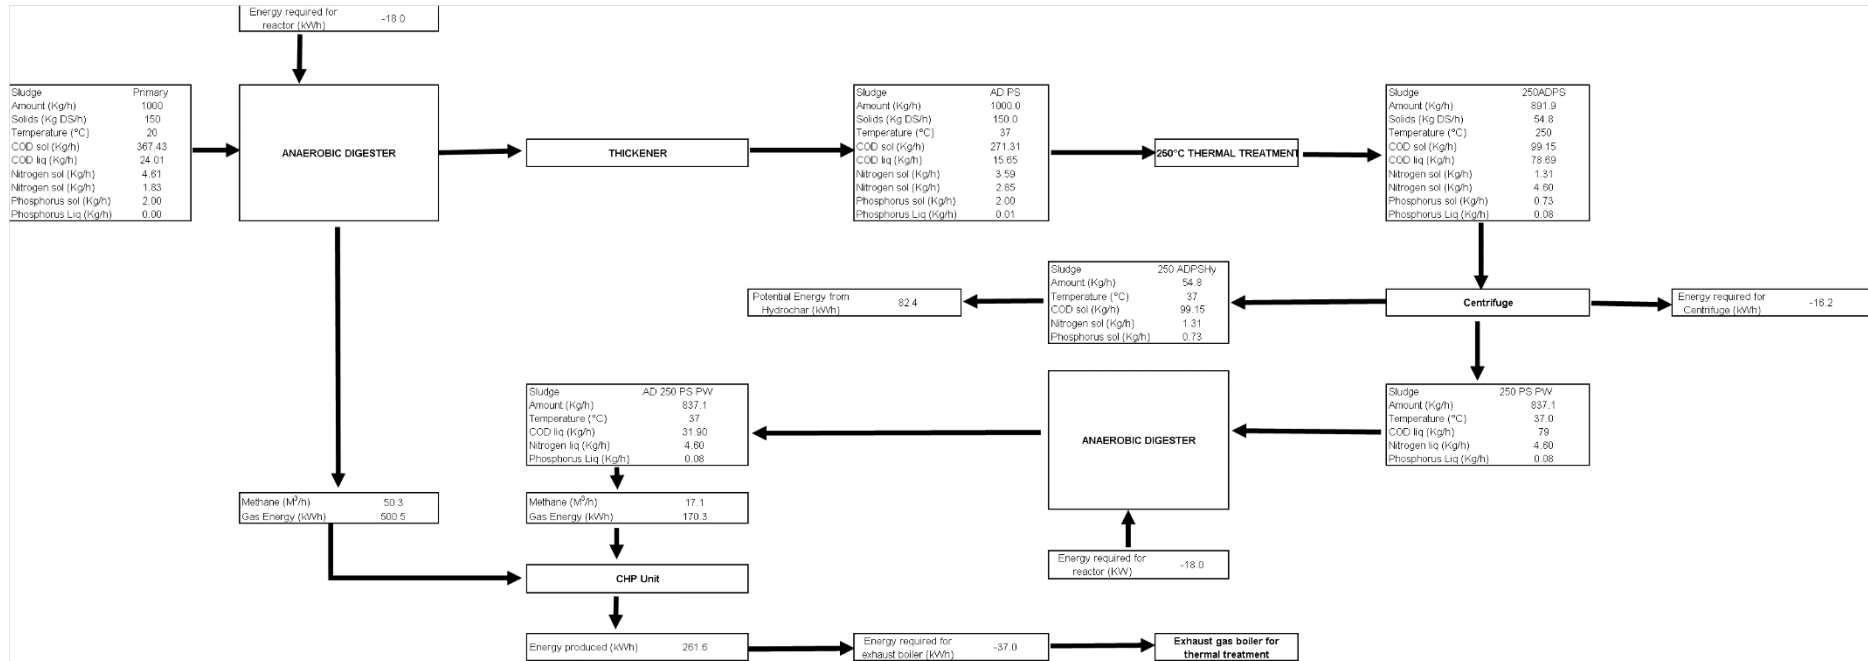 Energy required for reactor (kWh) -18.0
Sludge Primary
Amount (Kg/h) 1000
Solids (Kg DS/h) 150
Temperature (°C) 20
COD sol (Kg/h) 367.43
COD liq (Kg/h) 24.01
Nitrogen sol (Kg/h) 4.61
Nitrogen sol (Kg/h) 1.83
Phosphorus sol (Kg/h) 2.00
Phosphorus Liq (Kg/h) 0.00
ANAEROBIC DIGESTER
THICKENER
Sludge AD PS
Amount (Kg/h) 1000.0
Solids (Kg DS/h) 150.0
Temperature (°C) 37
COD sol (Kg/h) 271.31
COD liq (Kg/h) 15.65
Nitrogen sol (Kg/h) 3.59
Nitrogen sol (Kg/h) 2.85
Phosphorus sol (Kg/h) 2.00
Phosphorus Liq (Kg/h) 0.01
250°C THERMAL TREATMENT
Sludge 250ADPS
Amount (Kg/h) 891.9
Solids (Kg DS/h) 54.8
Temperature (°C) 250
COD sol (Kg/h) 99.15
COD liq (Kg/h) 78.69
Nitrogen sol (Kg/h) 1.31
Nitrogen sol (Kg/h) 4.60
Phosphorus sol (Kg/h) 0.73
Phosphorus Liq (Kg/h) 0.08
Potential Energy from Hydrochar (kWh) 82.4
Sludge 250 ADPSHy
Amount (Kg/h) 54.8
Temperature (°C) 37
COD sol (Kg/h) 99.15
Nitrogen sol (Kg/h) 1.31
Phosphorus sol (Kg/h) 0.73
Centrifuge
Energy required for Centrifuge (kWh) -16.2
Sludge AD 250 PS PW
Amount (Kg/h) 837.1
Temperature (°C) 37
COD liq (Kg/h) 31.90
Nitrogen liq (Kg/h) 4.60
Phosphorus Liq (Kg/h) 0.08
ANAEROBIC DIGESTER
Sludge 250 PS PW
Amount (Kg/h) 837.1
Temperature (°C) 37.0
COD liq (Kg/h) 79
Nitrogen liq (Kg/h) 4.60
Phosphorus Liq (Kg/h) 0.08
Methane (M³/h) 50.3
Gas Energy (kWh) 500.5
Methane (M³/h) 17.1
Gas Energy (kWh) 170.3
Energy required for reactor (KW) -18.0
CHP Unit
Energy produced (kWh) 261.6
Energy required for exhaust boiler (kWh) -37.0
Exhaust gas boiler for thermal treatment